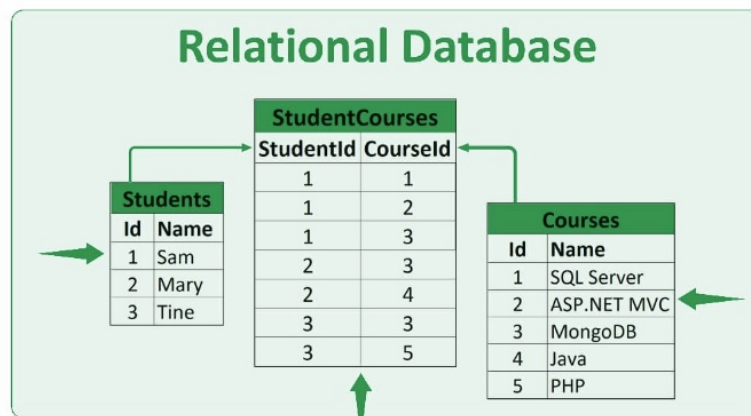 Relational Database
StudentCourses
StudentId CourseId
1 1
1 2
1 3
2 3
2 4
3 3
3 5
Students
Id Name
1 Sam
2 Mary
3 Tine
Courses
Id Name
1 SQL Server
2 ASP.NET MVC
3 MongoDB
4 Java
5 PHP